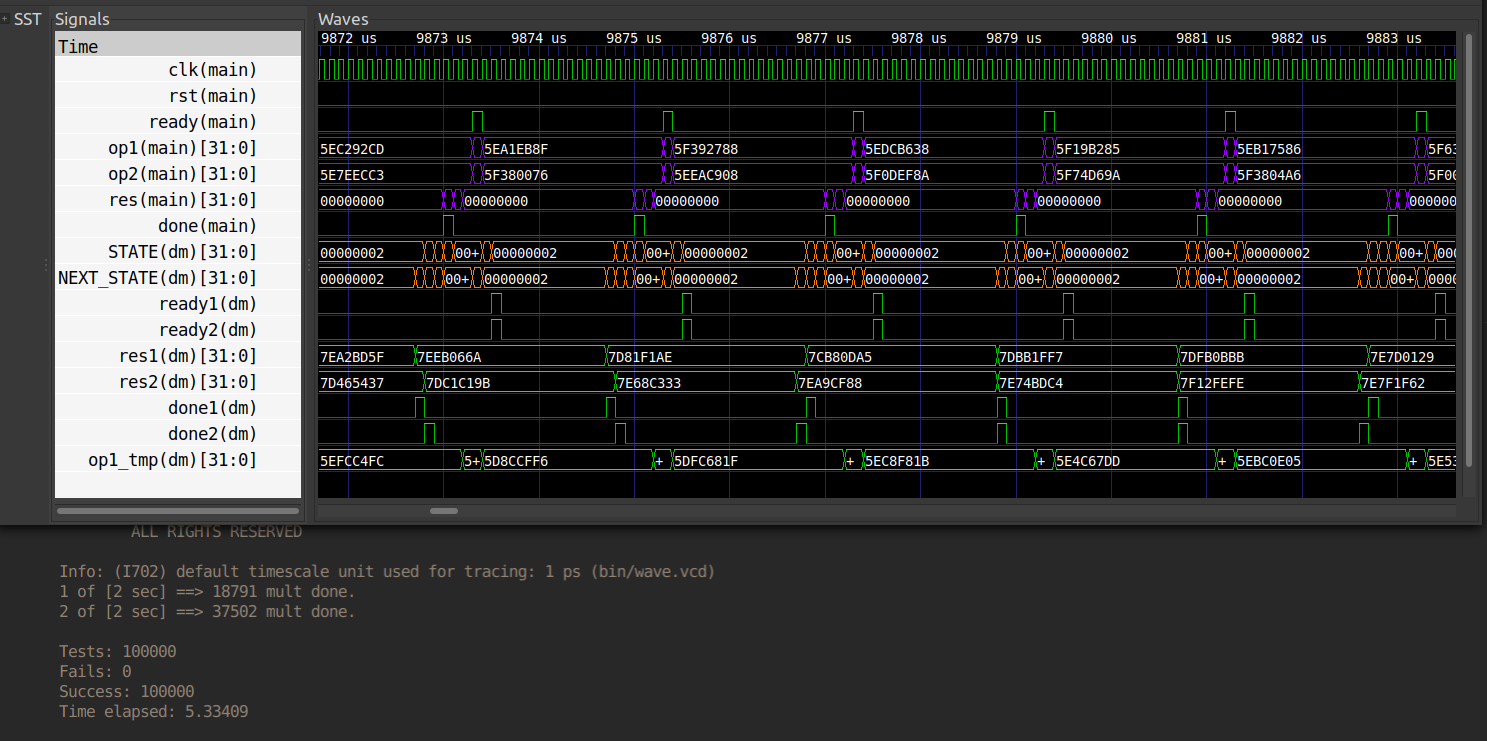 SST Signals Waves
Time 9872 us 9873 us 9874 us 9875 us 9876 us 9877 us 9878 us 9879 us 9880 us 9881 us 9882 us 9883 us
clk(main)
rst(main)
ready(main)
op1(main)[31:0] 5EC292CD 5EA1EB8F 5F392788 5EDCB638 5F19B285 5EB17586 5F63
op2(main)[31:0] 5E7EECC3 5F380076 5EEAC908 5F0DEF8A 5F74D69A 5F3804A6 5F00
res(main)[31:0] 00000000 00000000 00000000 00000000 00000000 00000000 000000
done(main)
STATE(dm)[31:0] 00000002 00+ 00000002 00+ 00000002 00+ 00000002 00+ 00000002 00+ 00000002 00+ 000
NEXT_STATE(dm)[31:0] 00000002 00+ 00000002 00+ 00000002 00+ 00000002 00+ 00000002 00+ 00000002 00+ 0000
ready1(dm)
ready2(dm)
res1(dm)[31:0] 7EA2BD5F 7EEB066A 7D81F1AE 7CB80DA5 7DBB1FF7 7DFB0BBB 7E7D0129
res2(dm)[31:0] 7D465437 7DC1C19B 7E68C333 7EA9CF88 7E74BDC4 7F12FEFE 7E7F1F62
done1(dm)
done2(dm)
op1_tmp(dm)[31:0] 5EFCC4FC 5+ 5D8CCFF6 + 5DFC681F + 5EC8F81B + 5E4C67DD + 5EBC0E05 + 5E53
ALL RIGHTS RESERVED
Info: (I702) default timescale unit used for tracing: 1 ps (bin/wave.vcd)
1 of [2 sec] ==> 18791 mult done.
2 of [2 sec] ==> 37502 mult done.
Tests: 100000
Fails: 0
Success: 100000
Time elapsed: 5.33409